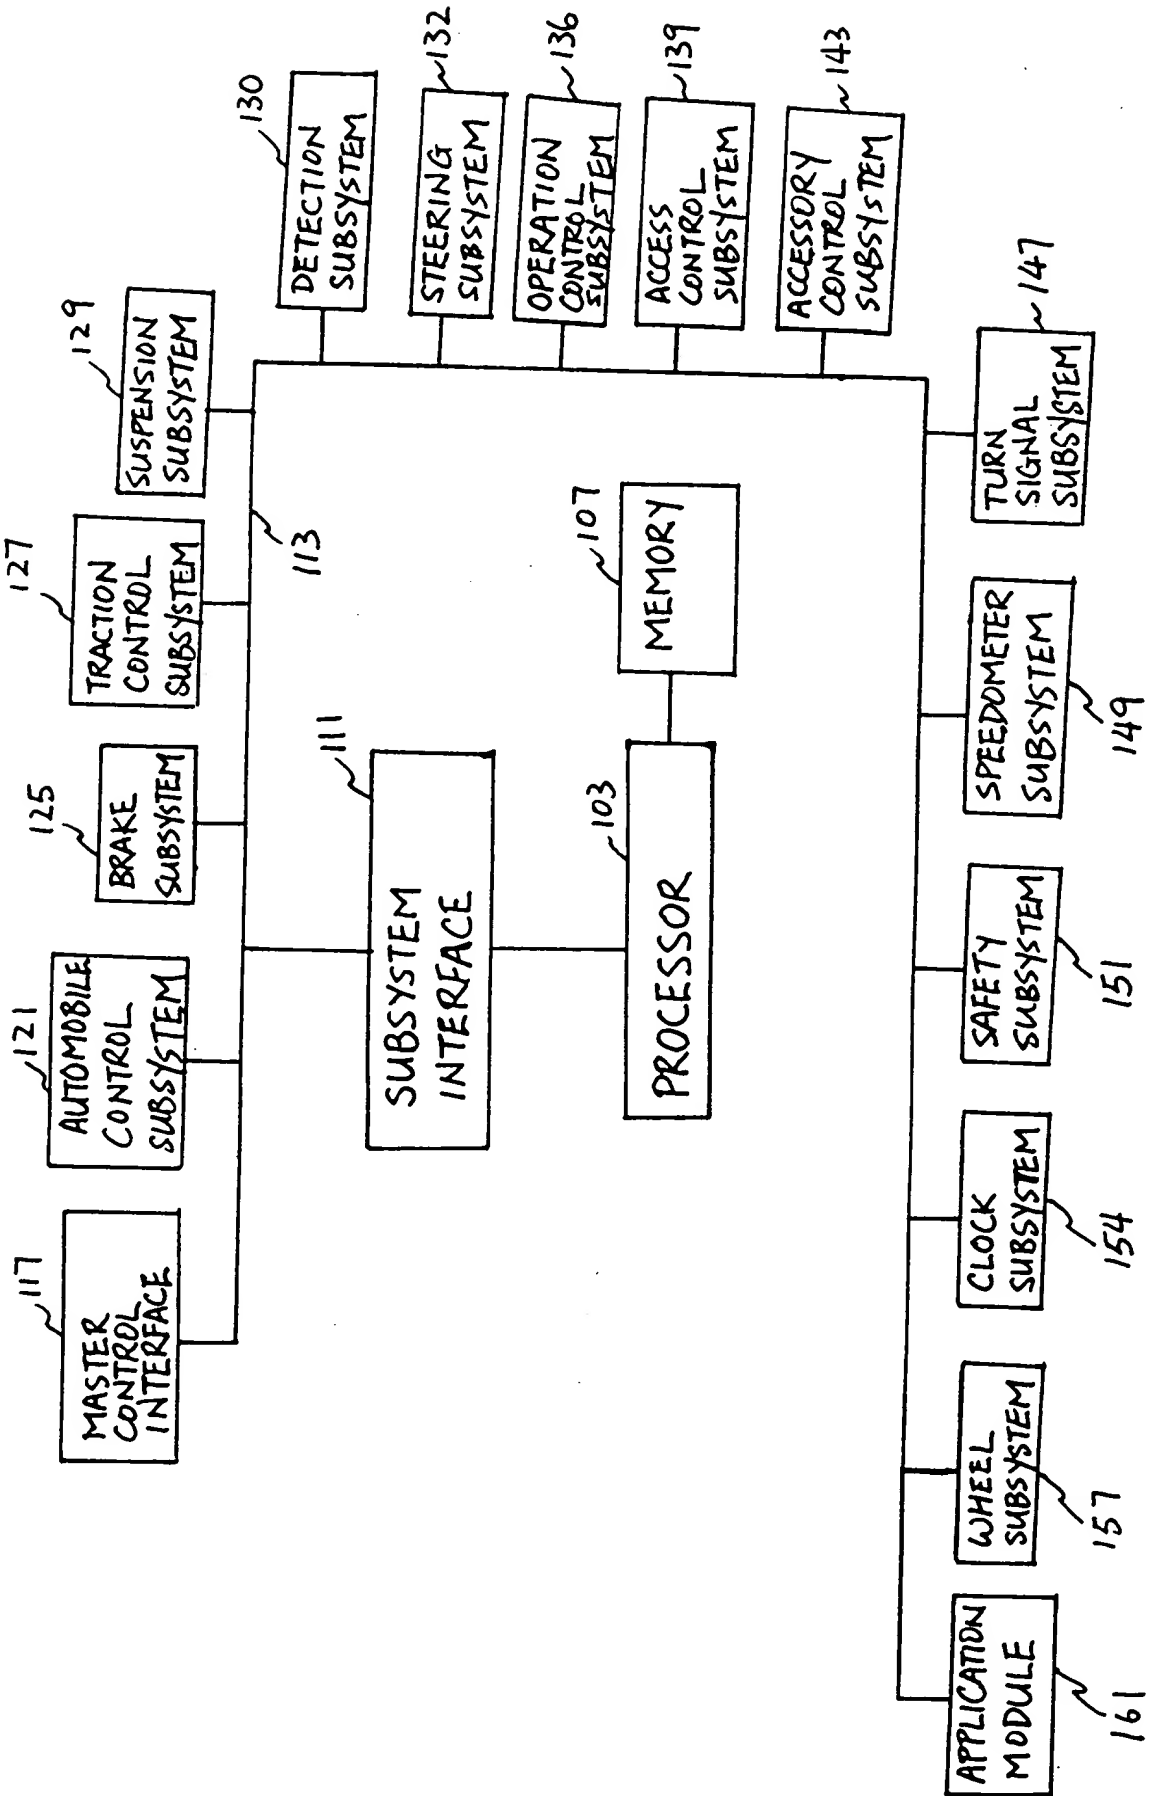 117
MASTER
CONTROL
INTERFACE
121
AUTOMOBILE
CONTROL
SUBSYSTEM
125
BRAKE
SUBSYSTEM
127
TRACTION
CONTROL
SUBSYSTEM
129
SUSPENSION
SUBSYSTEM
113
130
DETECTION
SUBSYSTEM
132
STEERING
SUBSYSTEM
136
OPERATION
CONTROL
SUBSYSTEM
139
ACCESS
CONTROL
SUBSYSTEM
143
ACCESSORY
CONTROL
SUBSYSTEM
111
SUBSYSTEM
INTERFACE
103
PROCESSOR
107
MEMORY
APPLICATION
MODULE
161
WHEEL
SUBSYSTEM
157
CLOCK
SUBSYSTEM
154
SAFETY
SUBSYSTEM
151
SPEEDOMETER
SUBSYSTEM
149
TURN
SIGNAL
SUBSYSTEM
147